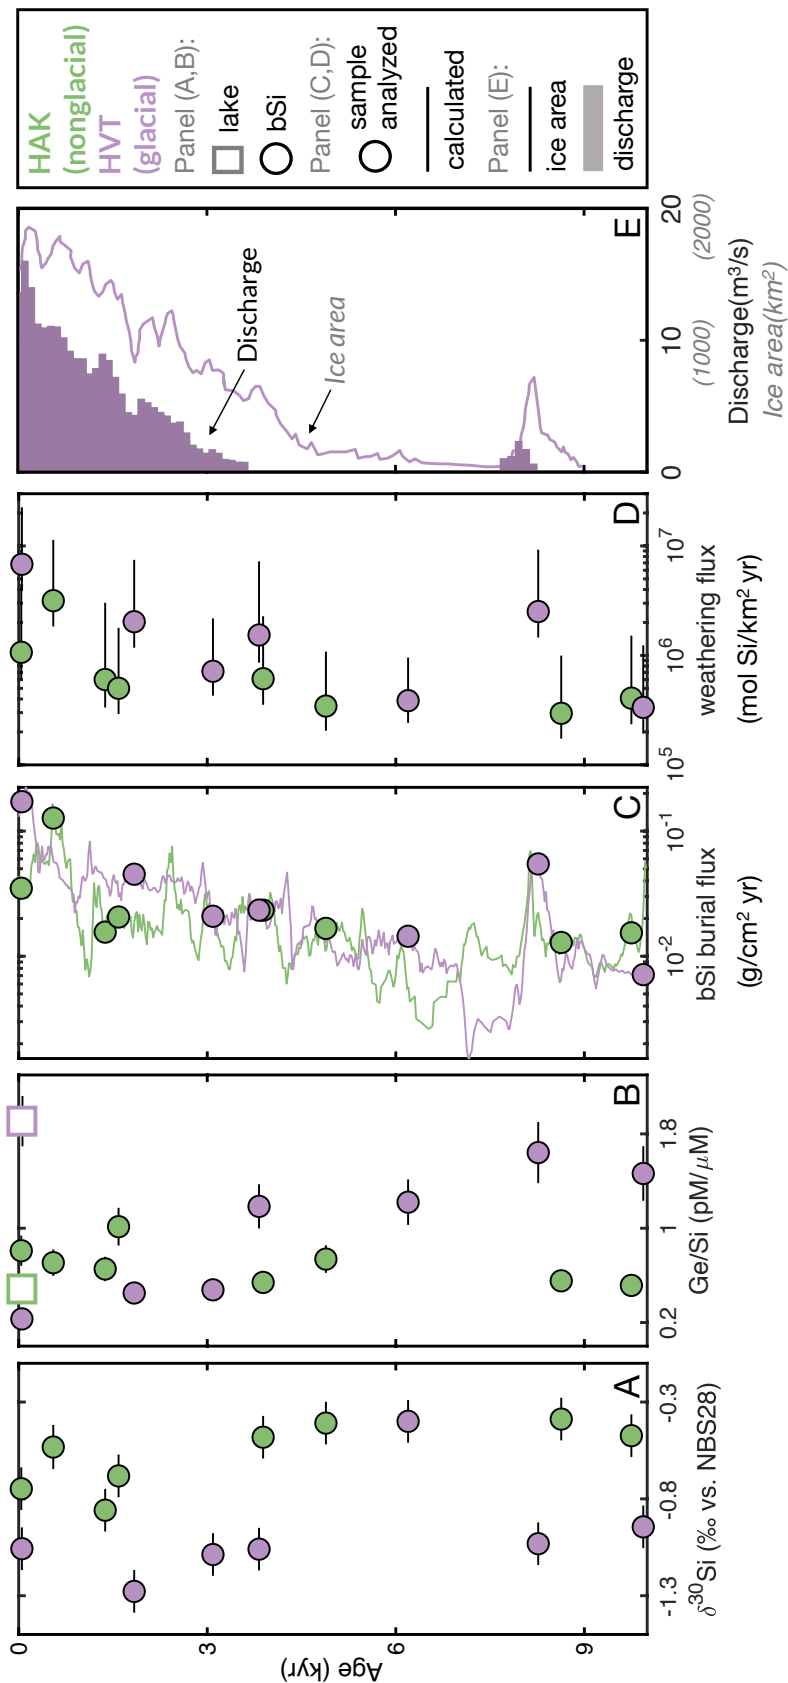 HAK
(nonglacial)
HVT
(glacial)
Panel (A,B):
lake
bSi
Panel (C,D):
sample
analyzed
calculated
Panel (E):
ice area
discharge
E
Discharge
Ice area
0 10 20
(1000) (2000)
Discharge(m³/s)
Ice area(km²)
D
10⁵ 10⁶ 10⁷
weathering flux
(mol Si/km² yr)
C
10⁻² 10⁻¹
bSi burial flux
(g/cm² yr)
B
0.2 1 1.8
Ge/Si (pM/μM)
A
-1.3 -0.8 -0.3
δ³⁰Si (‰ vs. NBS28)
0 3 6 9
Age (kyr)